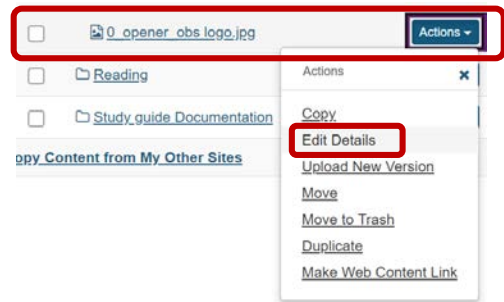 0_opener_obs logo.jpg Actions
Reading Actions ×
Study guide Documentation Copy
Edit Details
opy Content from My Other Sites Upload New Version
Move
Move to Trash
Duplicate
Make Web Content Link